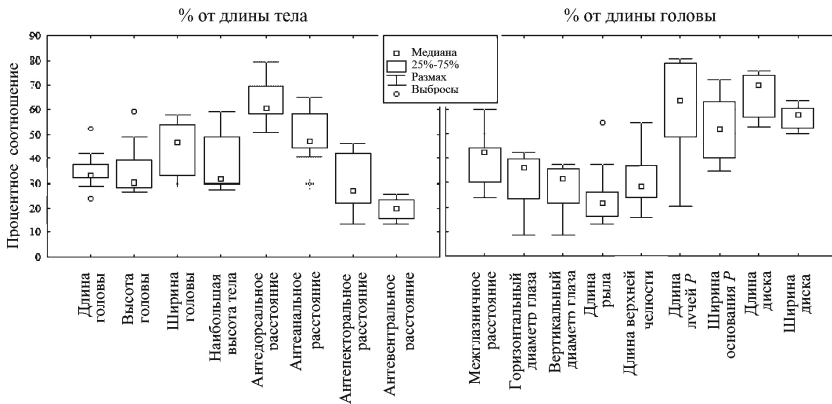 % от длины тела
% от длины головы
Процентное соотношение
90
80
70
60
50
40
30
20
10
0
Медиана
25%-75%
Размах
Выбросы
Длина
головы
Высота
головы
Ширина
головы
Наибольшая
высота тела
Антедорсальное
расстояние
Антеанальное
расстояние
Антепекторальное
расстояние
Антевентральное
расстояние
Межглазничное
расстояние
Горизонтальный
диаметр глаза
Вертикальный
диаметр глаза
Длина
рыла
Длина верхней
челюсти
Длина
лучей P
Ширина
основания P
Длина
диска
Ширина
диска